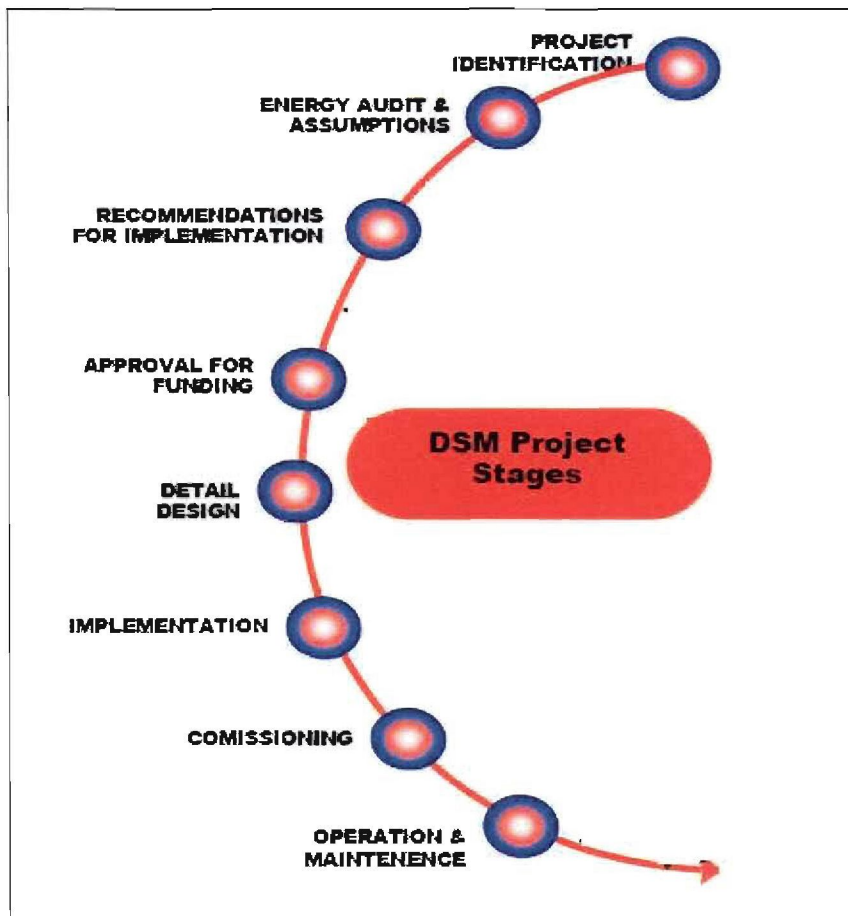 PROJECT
IDENTIFICATION
ENERGY AUDIT &
ASSUMPTIONS
RECOMMENDATIONS
FOR IMPLEMENTATION
APPROVAL FOR
FUNDING
DSM Project
Stages
DETAIL
DESIGN
IMPLEMENTATION
COMISSIONING
OPERATION &
MAINTENENCE